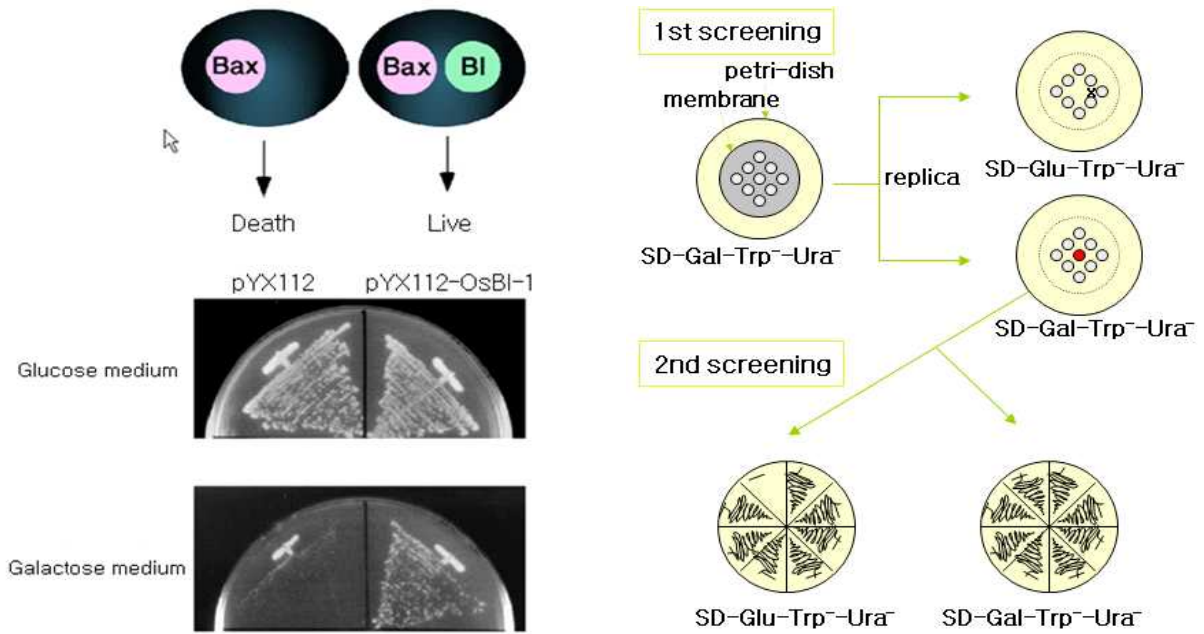 Bax
Bax BI
Death Live
pYX112 pYX112-OsBI-1
Glucose medium
Galactose medium
1st screening
petri-dish
membrane
SD-Gal-Trp⁻-Ura⁻
replica
SD-Glu-Trp⁻-Ura⁻
SD-Gal-Trp⁻-Ura⁻
2nd screening
SD-Glu-Trp⁻-Ura⁻ SD-Gal-Trp⁻-Ura⁻